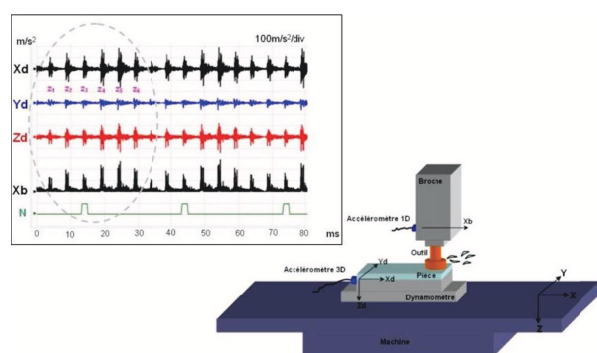 m/s²
100m/s²/div
Xd
Z₁ Z₂ Z₃ Z₄ Z₅ Z₆
Yd
Zd
Xb
N
0 10 20 30 40 50 60 70 80
ms
Broche
Accéléromètre 1D
Xb
Outil
Accéléromètre 3D
Yd
Xd
Pièce
Zd
Dynamomètre
Y
X
Z
Machine